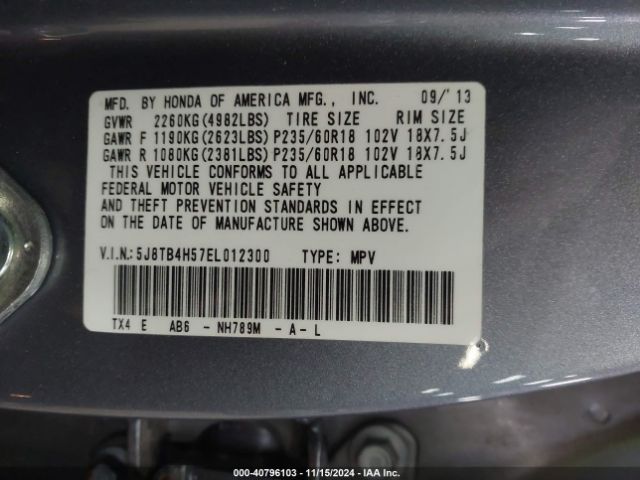 MFD. BY HONDA OF AMERICA MFG., INC. 09/'13
GVWR 2260KG(4982LBS) TIRE SIZE RIM SIZE
GAWR F 1190KG(2623LBS) P235/60R18 102V 18X7.5J
GAWR R 1080KG(2381LBS) P235/60R18 102V 18X7.5J
THIS VEHICLE CONFORMS TO ALL APPLICABLE
FEDERAL MOTOR VEHICLE SAFETY
AND THEFT PREVENTION STANDARDS IN EFFECT
ON THE DATE OF MANUFACTURE SHOWN ABOVE.
V.I.N.: 5J8TB4H57EL012300 TYPE: MPV
TX4 E AB6 - NH789M - A - L
000-40796103 - 11/15/2024 - IAA Inc.